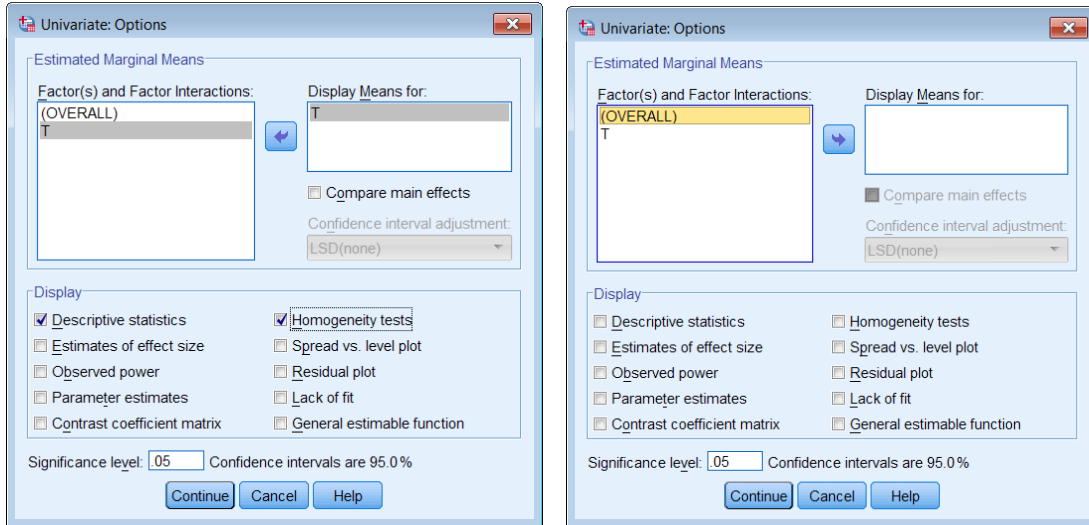 Univariate: Options
Estimated Marginal Means
Factor(s) and Factor Interactions:
(OVERALL)
T
Display Means for:
T
Compare main effects
Confidence interval adjustment:
LSD(none)
Display
Descriptive statistics
Homogeneity tests
Estimates of effect size
Spread vs. level plot
Observed power
Residual plot
Parameter estimates
Lack of fit
Contrast coefficient matrix
General estimable function
Significance level: .05 Confidence intervals are 95.0%
Continue Cancel Help
Univariate: Options
Estimated Marginal Means
Factor(s) and Factor Interactions:
(OVERALL)
T
Display Means for:
Compare main effects
Confidence interval adjustment:
LSD(none)
Display
Descriptive statistics
Homogeneity tests
Estimates of effect size
Spread vs. level plot
Observed power
Residual plot
Parameter estimates
Lack of fit
Contrast coefficient matrix
General estimable function
Significance level: .05 Confidence intervals are 95.0%
Continue Cancel Help